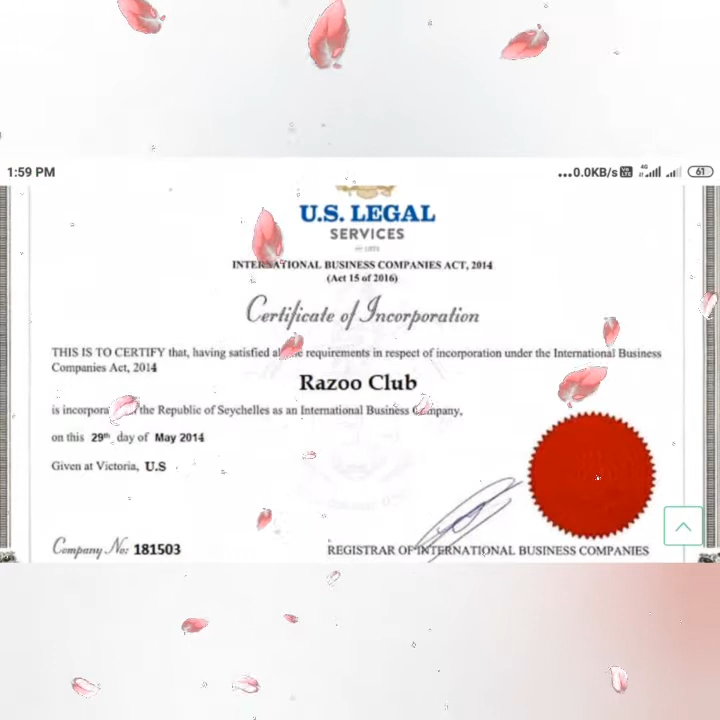 1:59 PM
...0.0KB/s 4G 61
U.S. LEGAL
SERVICES
INTERNATIONAL BUSINESS COMPANIES ACT, 2014
(Act 15 of 2016)
Certificate of Incorporation
THIS IS TO CERTIFY that, having satisfied requirements in respect of incorporation under the International Business
Companies Act, 2014
Razoo Club
is the Republic of Seychelles as an International Business Company,
on this 29th day of May 2014
Given at Victoria, U.S
Company No: 181503
REGISTRAR OF INTERNATIONAL BUSINESS COMPANIES